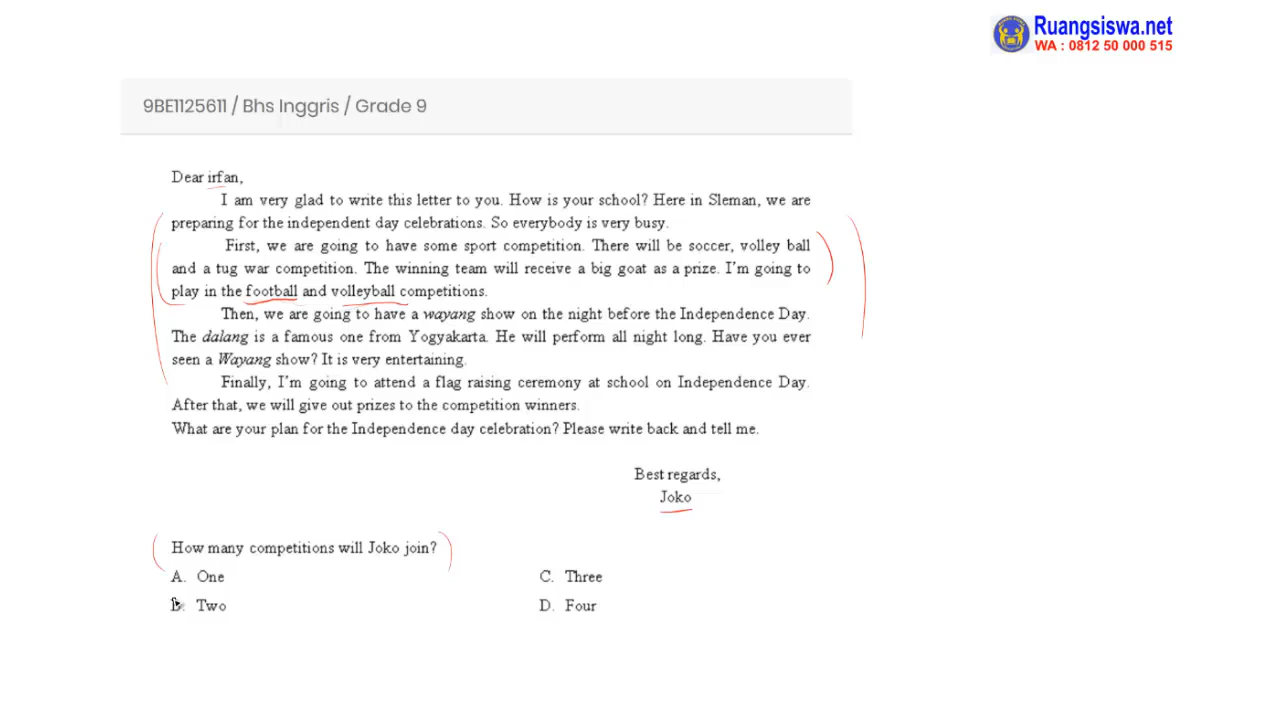 Ruangsiswa.net
WA : 0812 50 000 515
9BE1125611 / Bhs Inggris / Grade 9
Dear irfan,
I am very glad to write this letter to you. How is your school? Here in Sleman, we are
preparing for the independent day celebrations. So everybody is very busy.
First, we are going to have some sport competition. There will be soccer, volley ball
and a tug war competition. The winning team will receive a big goat as a prize. I'm going to
play in the football and volleyball competitions.
Then, we are going to have a wayang show on the night before the Independence Day.
The dalang is a famous one from Yogyakarta. He will perform all night long. Have you ever
seen a Wayang show? It is very entertaining.
Finally, I'm going to attend a flag raising ceremony at school on Independence Day.
After that, we will give out prizes to the competition winners.
What are your plan for the Independence day celebration? Please write back and tell me.
Best regards,
Joko
How many competitions will Joko join?
A. One
C. Three
Two
D. Four